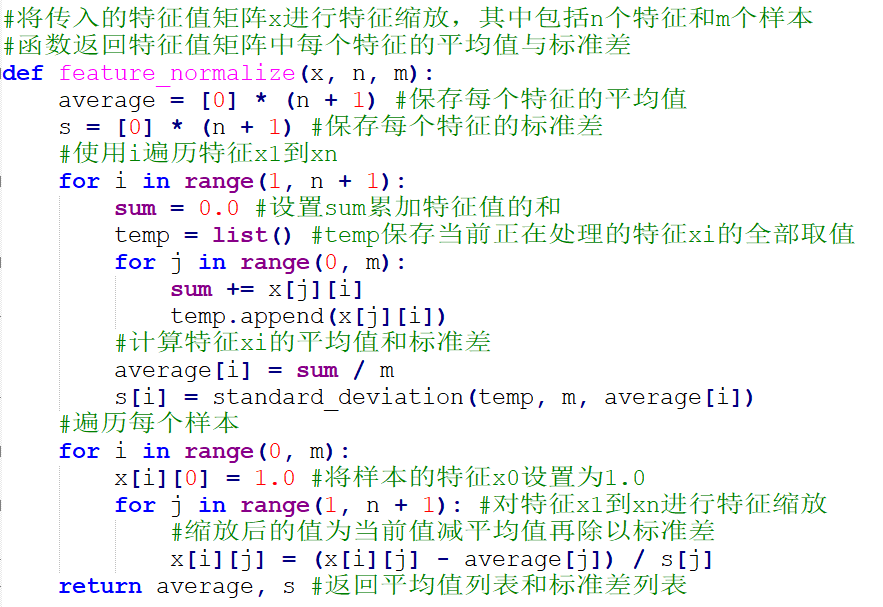 #将传入的特征值矩阵x进行特征缩放，其中包括n个特征和m个样本
#函数返回特征值矩阵中每个特征的平均值与标准差
def feature_normalize(x, n, m):
    average = [0] * (n + 1) #保存每个特征的平均值
    s = [0] * (n + 1) #保存每个特征的标准差
    #使用i遍历特征x1到xn
    for i in range(1, n + 1):
        sum = 0.0 #设置sum累加特征值的和
        temp = list() #temp保存当前正在处理的特征xi的全部取值
        for j in range(0, m):
            sum += x[j][i]
            temp.append(x[j][i])
        #计算特征xi的平均值和标准差
        average[i] = sum / m
        s[i] = standard_deviation(temp, m, average[i])
    #遍历每个样本
    for i in range(0, m):
        x[i][0] = 1.0 #将样本的特征x0设置为1.0
        for j in range(1, n + 1): #对特征x1到xn进行特征缩放
            #缩放后的值为当前值减平均值再除以标准差
            x[i][j] = (x[i][j] - average[j]) / s[j]
    return average, s #返回平均值列表和标准差列表